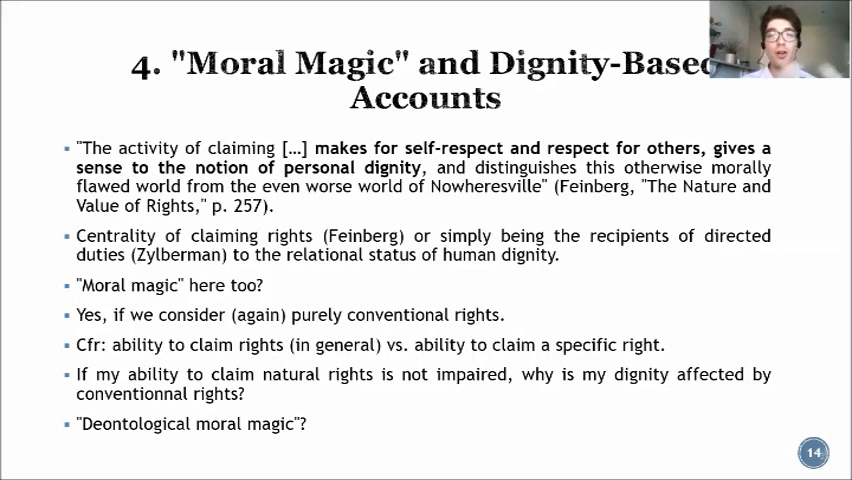 4. "Moral Magic" and Dignity-Based
Accounts
▪ "The activity of claiming […] makes for self-respect and respect for others, gives a
sense to the notion of personal dignity, and distinguishes this otherwise morally
flawed world from the even worse world of Nowheresville" (Feinberg, "The Nature and
Value of Rights," p. 257).
▪ Centrality of claiming rights (Feinberg) or simply being the recipients of directed
duties (Zylberman) to the relational status of human dignity.
▪ "Moral magic" here too?
▪ Yes, if we consider (again) purely conventional rights.
▪ Cfr: ability to claim rights (in general) vs. ability to claim a specific right.
▪ If my ability to claim natural rights is not impaired, why is my dignity affected by
conventionnal rights?
▪ "Deontological moral magic"?
14